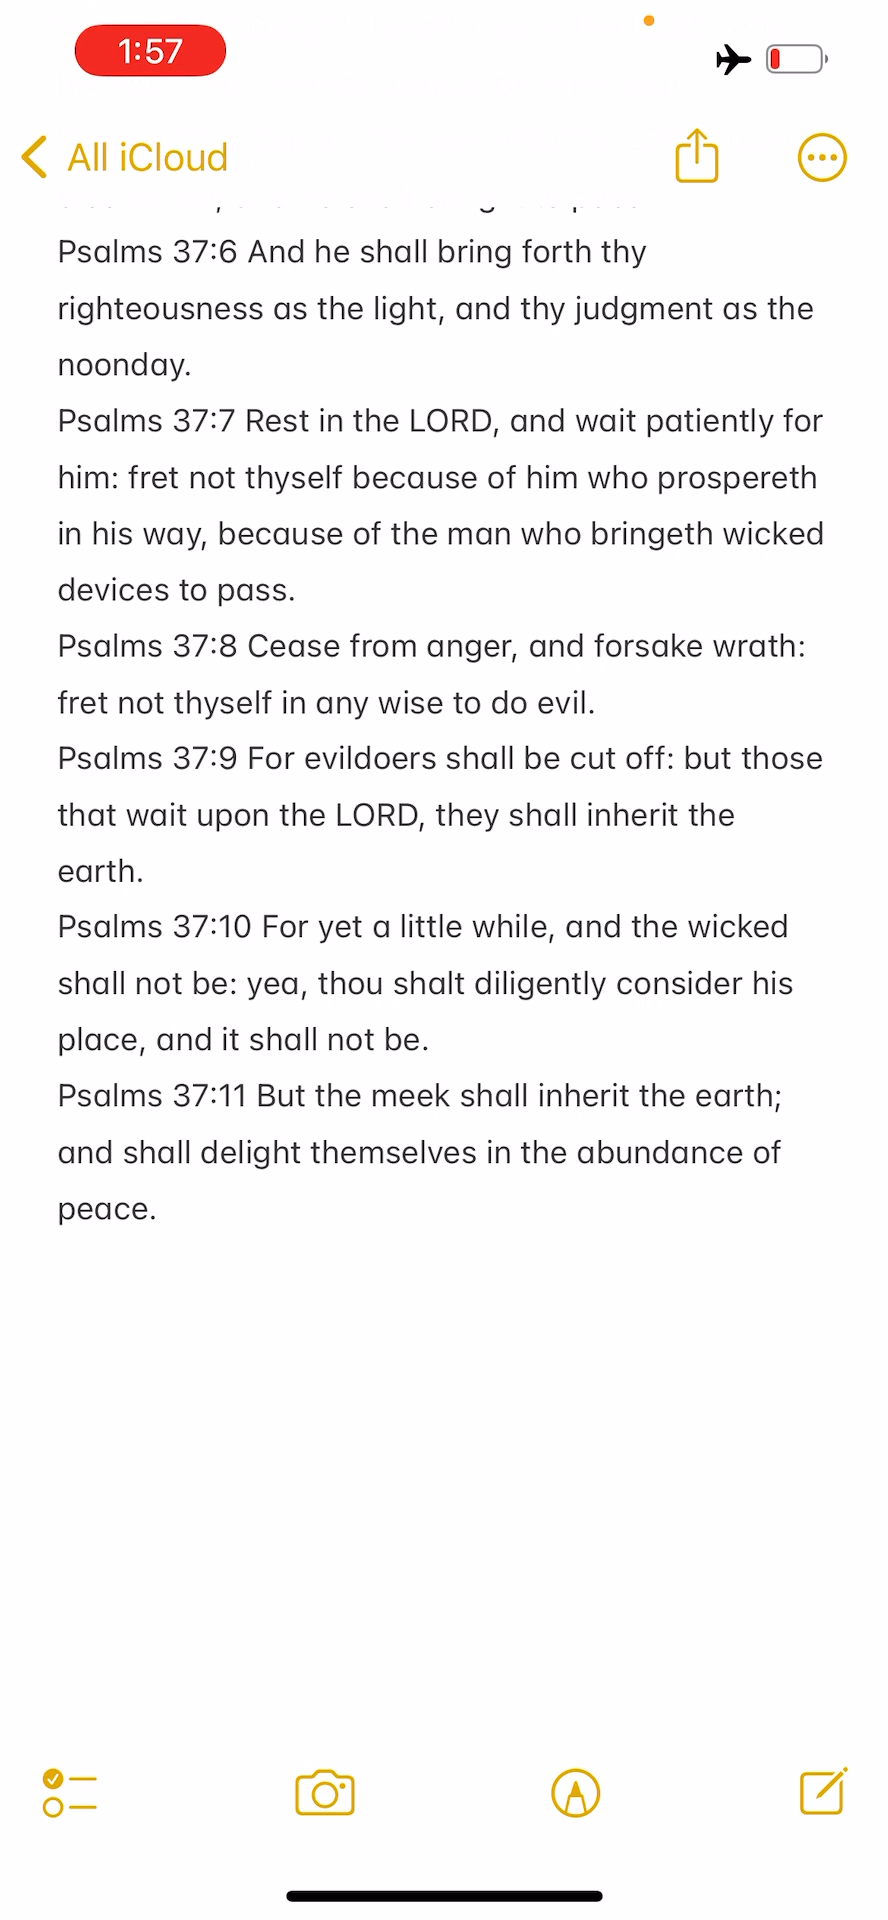 1:57
All iCloud
Psalms 37:6 And he shall bring forth thy
righteousness as the light, and thy judgment as the
noonday.
Psalms 37:7 Rest in the LORD, and wait patiently for
him: fret not thyself because of him who prospereth
in his way, because of the man who bringeth wicked
devices to pass.
Psalms 37:8 Cease from anger, and forsake wrath:
fret not thyself in any wise to do evil.
Psalms 37:9 For evildoers shall be cut off: but those
that wait upon the LORD, they shall inherit the
earth.
Psalms 37:10 For yet a little while, and the wicked
shall not be: yea, thou shalt diligently consider his
place, and it shall not be.
Psalms 37:11 But the meek shall inherit the earth;
and shall delight themselves in the abundance of
peace.